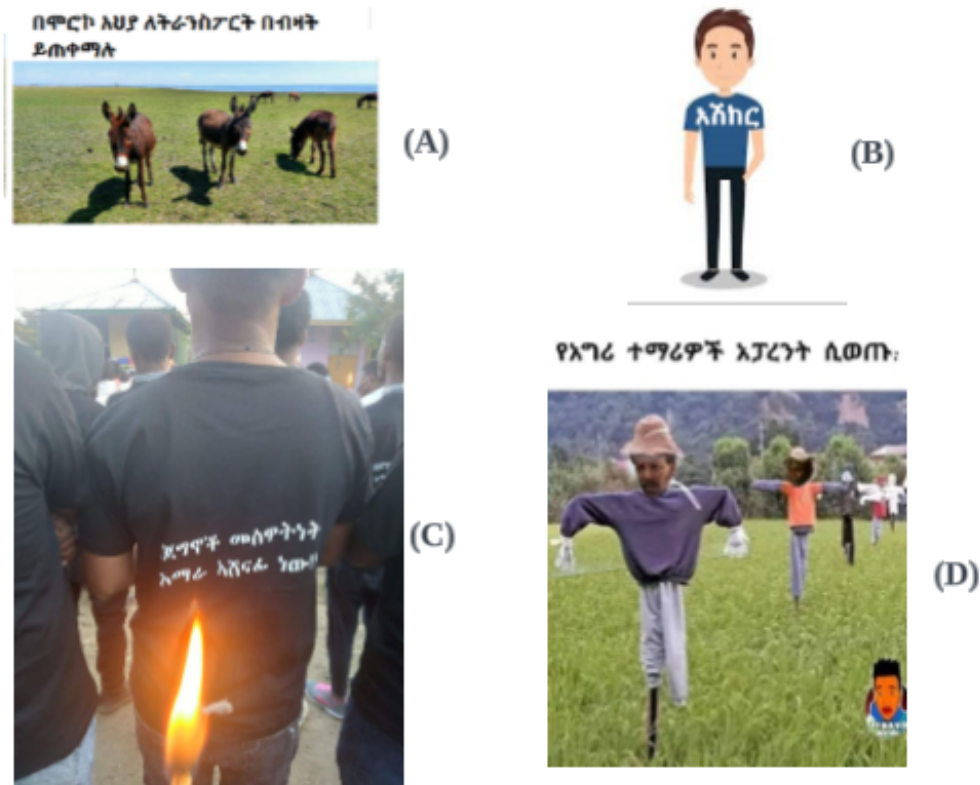 በሞሮኮ አህያ ለትራንስፖርት በብዛት
ይጠቀማሉ
(A)
አሽከር
(B)
ጀግኖች መስዋትነት
አማራ አሸናፊ ነው!!
(C)
የአግሪ ተማሪዎች አፓረንት ሲወጡ፡
(D)